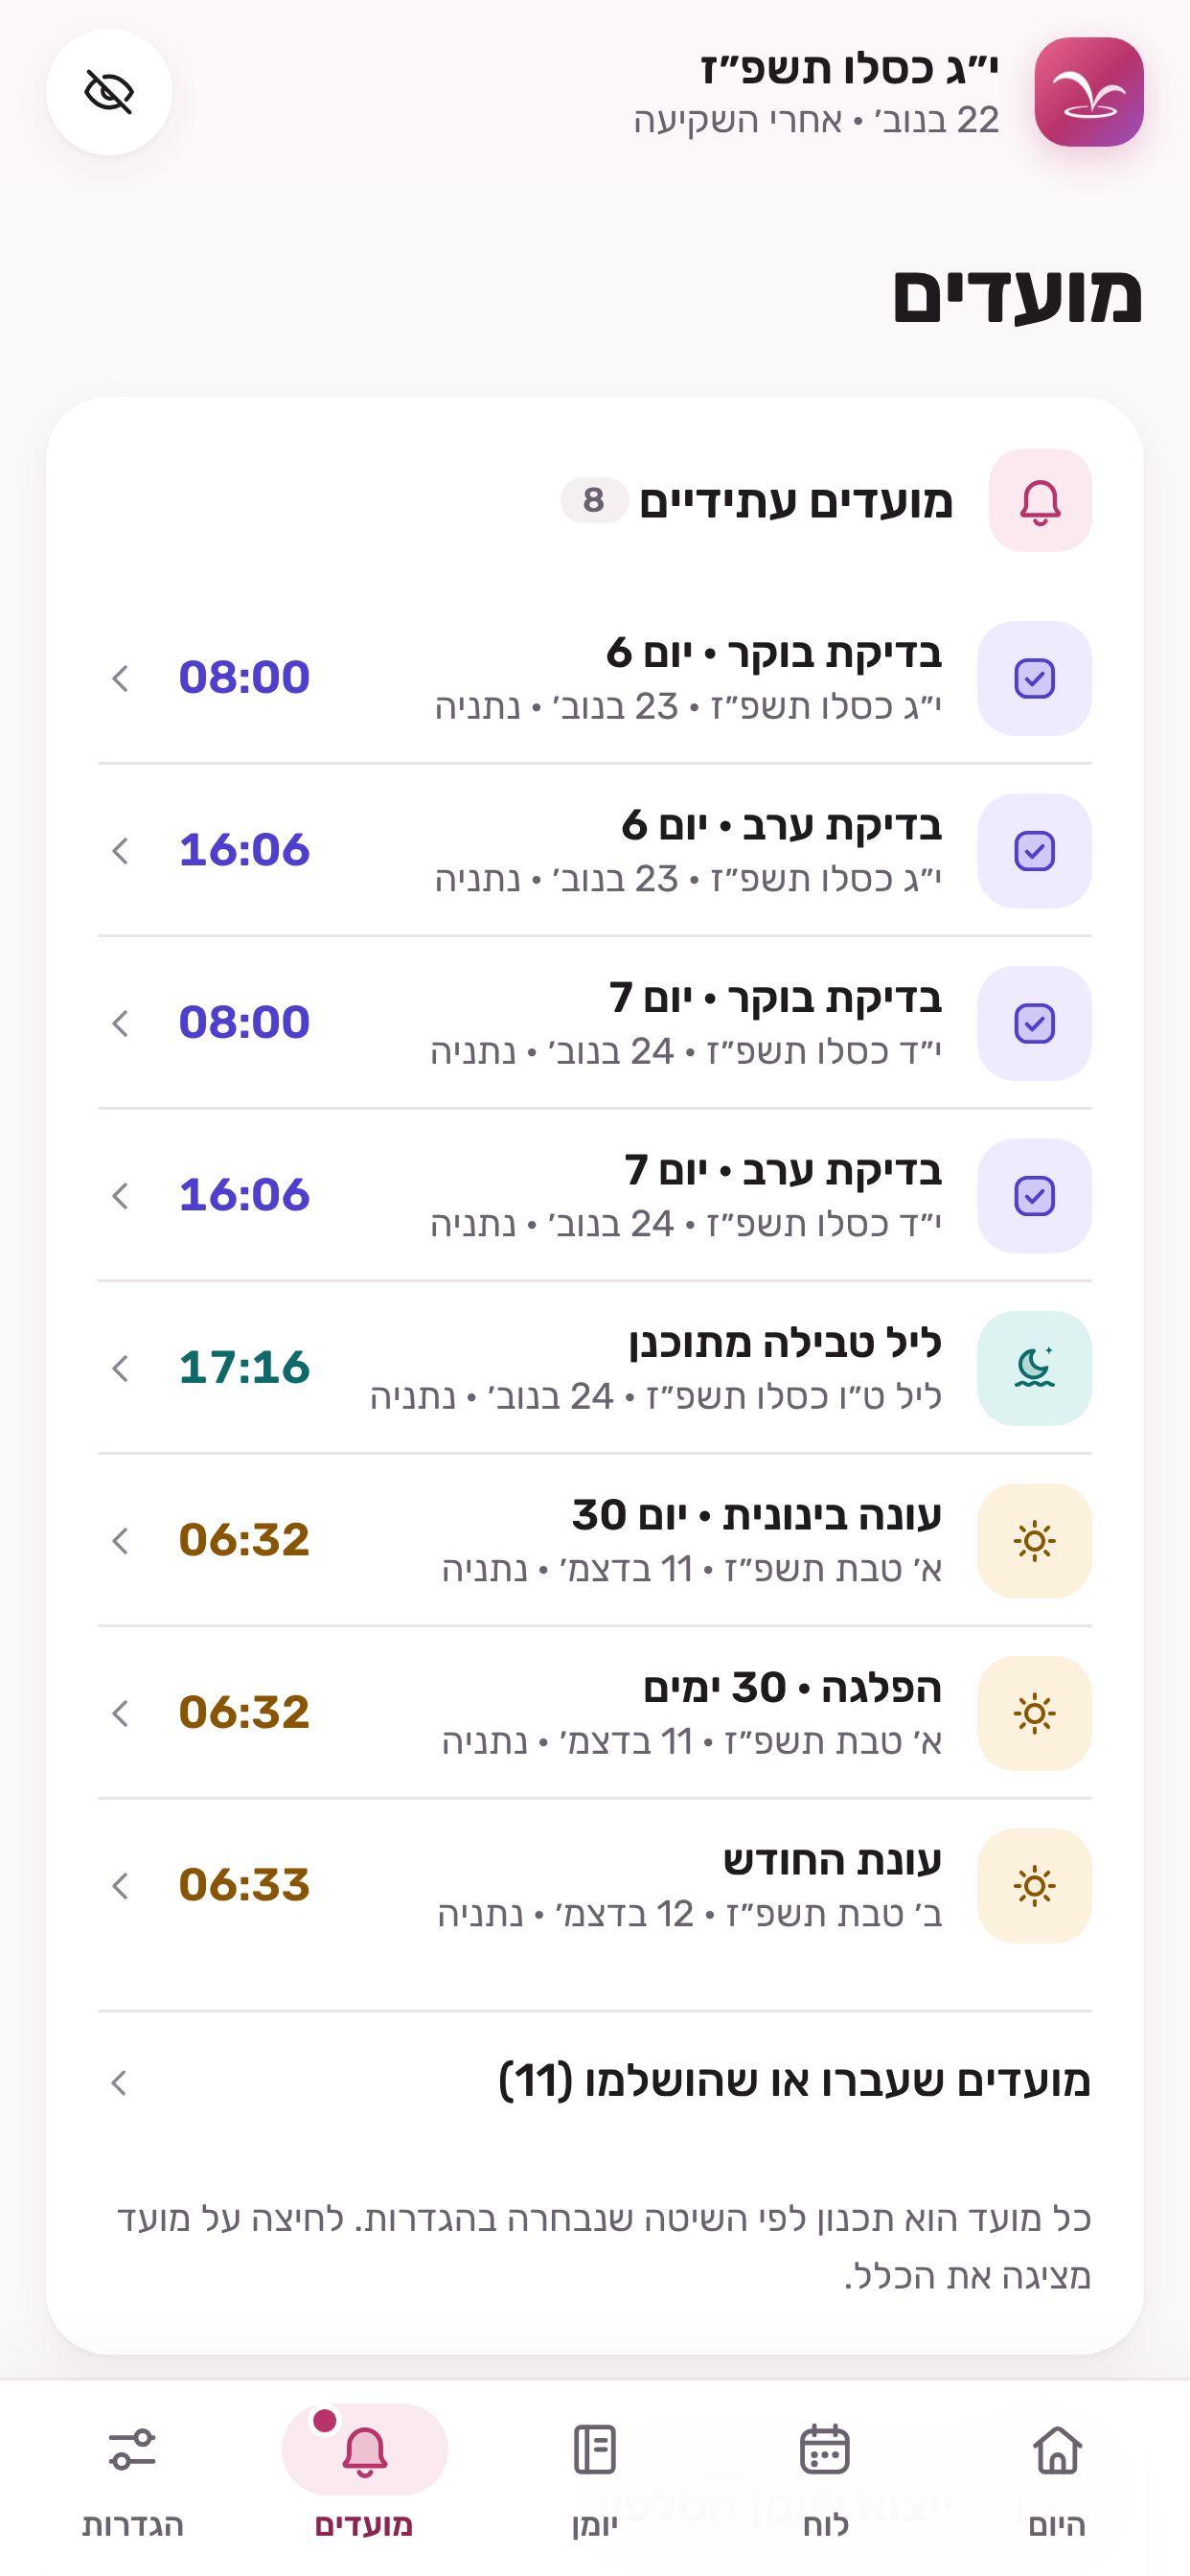 י״ג כסלו תשפ״ז
22 בנוב׳ • אחרי השקיעה
מועדים
מועדים עתידיים 8
בדיקת בוקר • יום 6
י״ג כסלו תשפ״ז • 23 בנוב׳ • נתניה
08:00
בדיקת ערב • יום 6
י״ג כסלו תשפ״ז • 23 בנוב׳ • נתניה
16:06
בדיקת בוקר • יום 7
י״ד כסלו תשפ״ז • 24 בנוב׳ • נתניה
08:00
בדיקת ערב • יום 7
י״ד כסלו תשפ״ז • 24 בנוב׳ • נתניה
16:06
ליל טבילה מתוכנן
ליל ט״ו כסלו תשפ״ז • 24 בנוב׳ • נתניה
17:16
עונה בינונית • יום 30
א׳ טבת תשפ״ז • 11 בדצמ׳ • נתניה
06:32
הפלגה • 30 ימים
א׳ טבת תשפ״ז • 11 בדצמ׳ • נתניה
06:32
עונת החודש
ב׳ טבת תשפ״ז • 12 בדצמ׳ • נתניה
06:33
מועדים שעברו או שהושלמו (11)
כל מועד הוא תכנון לפי השיטה שנבחרה בהגדרות. לחיצה על מועד
מציגה את הכלל.
היום
לוח
יומן
מועדים
הגדרות